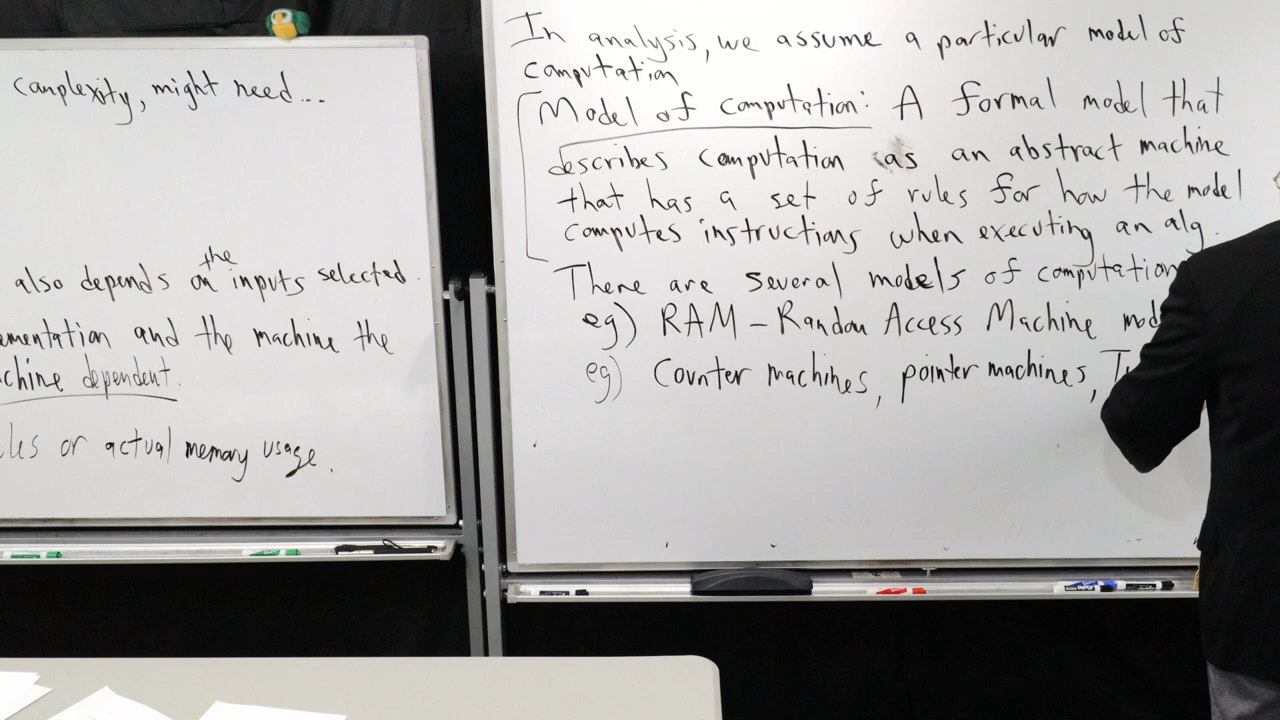 complexity, might need...
the
also depends on inputs selected.
ementation and the machine the
chine dependent.
or actual memory usage.
In analysis, we assume a particular model of
computation
Model of computation: A formal model that
describes computation as an abstract machine
that has a set of rules for how the model
computes instructions when executing an alg.
There are several models of computation
eg) RAM - Random Access Machine mod
eg) Counter machines, pointer machines, Tu